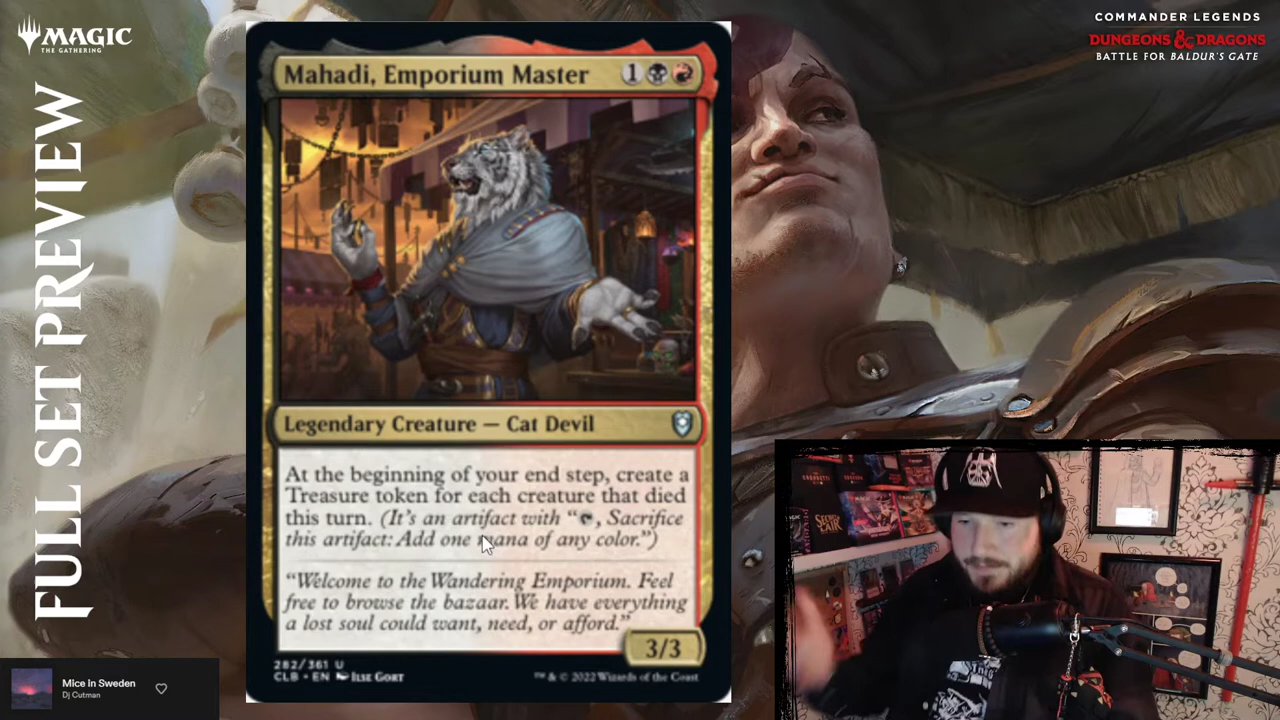 MAGIC
THE GATHERING
FULL SET PREVIEW
COMMANDER LEGENDS
DUNGEONS & DRAGONS
BATTLE FOR BALDUR'S GATE
Mahadi, Emporium Master 1
Legendary Creature — Cat Devil
At the beginning of your end step, create a
Treasure token for each creature that died
this turn. (It's an artifact with “, Sacrifice
this artifact: Add one mana of any color.”)
“Welcome to the Wandering Emporium. Feel
free to browse the bazaar. We have everything
a lost soul could want, need, or afford.”
3/3
282/361 U
CLB • EN ILSE GORT
™ & © 2022 Wizards of the Coast
Mice in Sweden
Dj Cutman
SECRET
LAIR